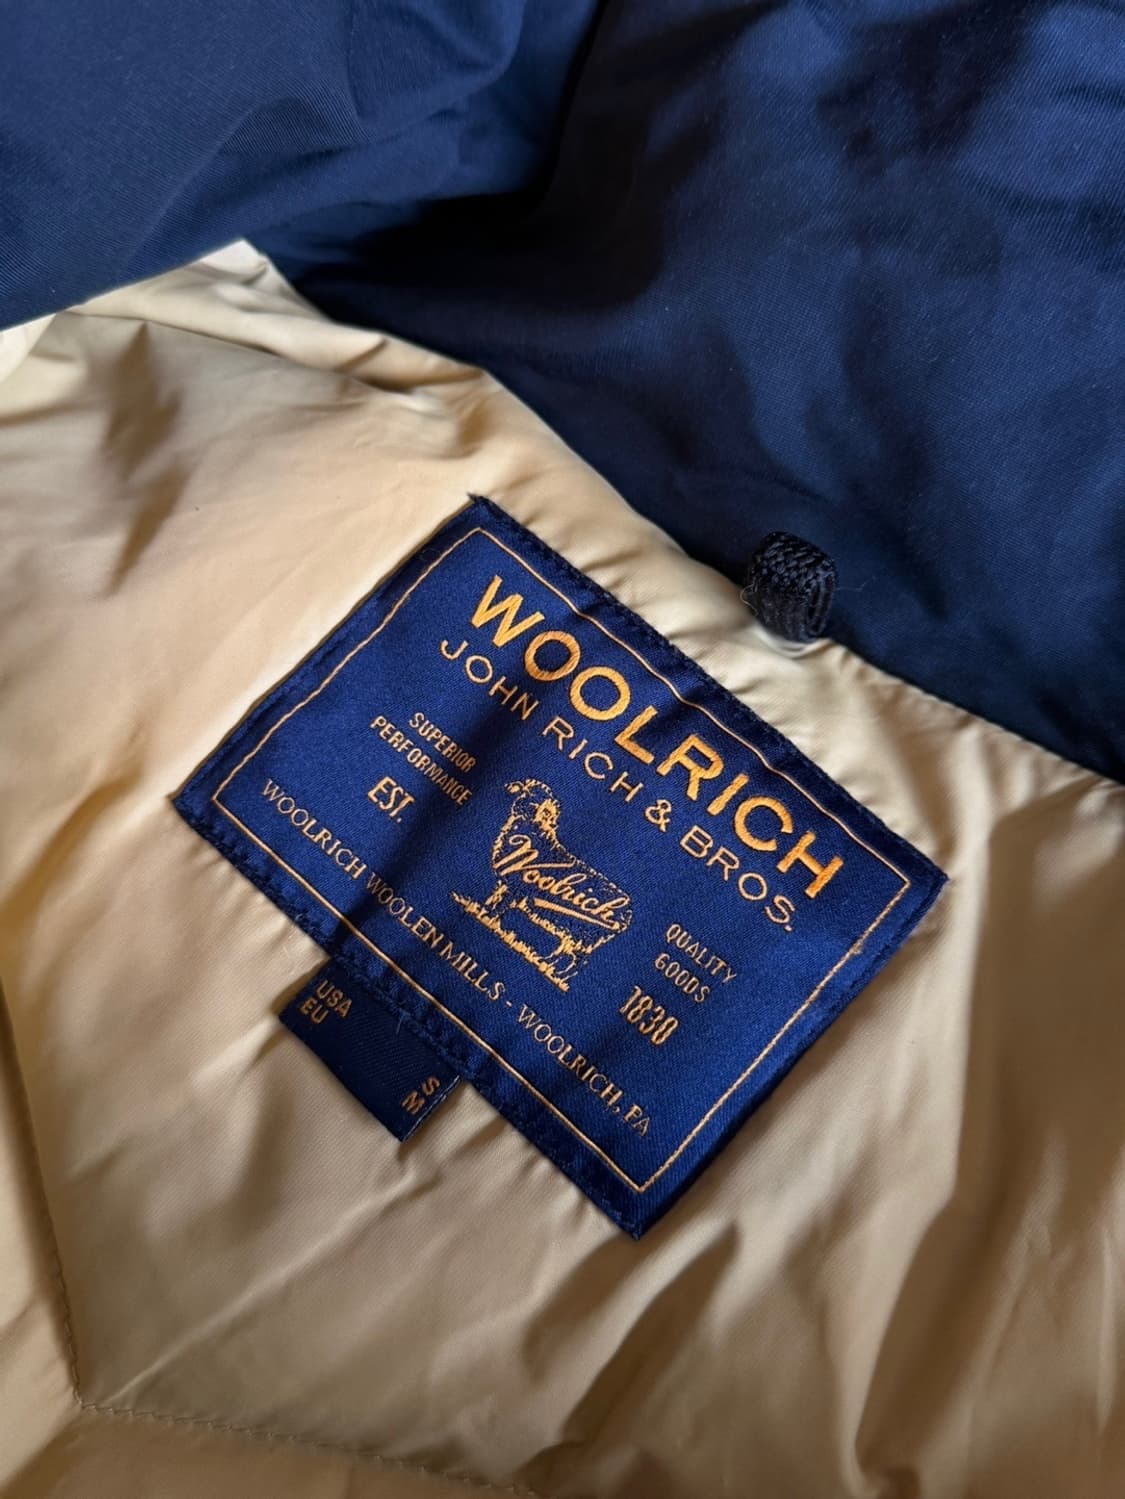 WOOLRICH
JOHN RICH & BROS.
SUPERIOR
PERFORMANCE
EST.
Woolrich
QUALITY
GOODS
1830
WOOLRICH WOOLEN MILLS - WOOLRICH, PA
USA S
EU M